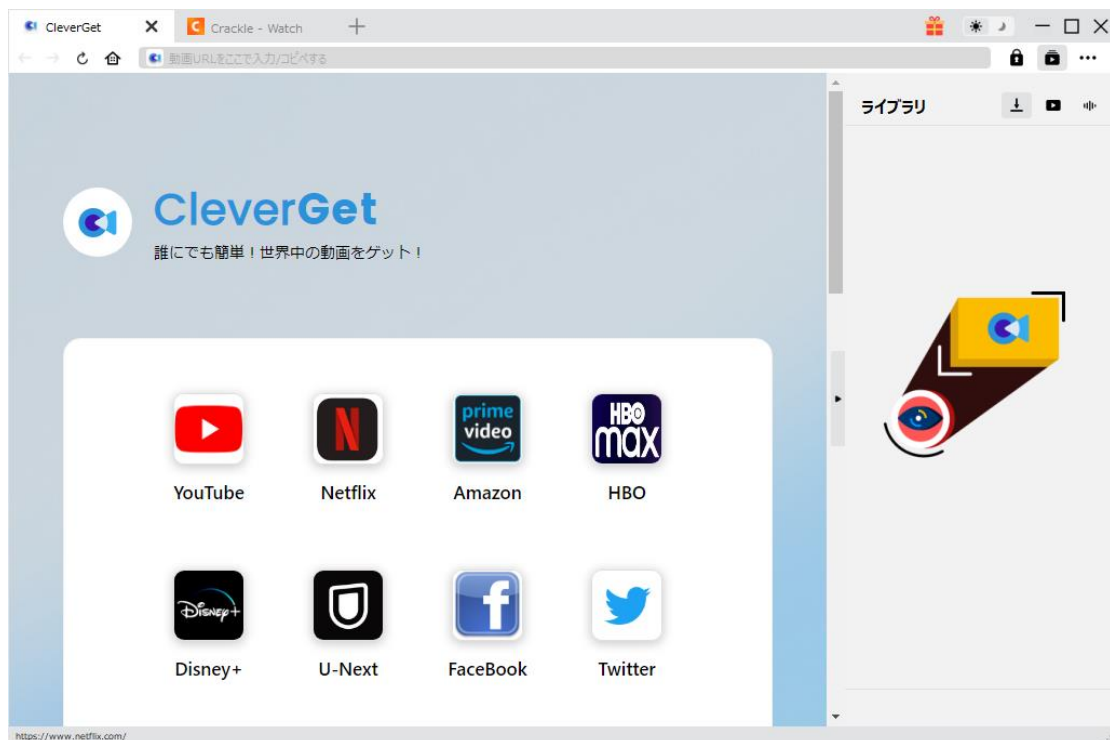 CleverGet
Crackle - Watch
動画URLをここで入力/コピペする
ライブラリ
CleverGet
誰にでも簡単!世界中の動画をゲット!
prime
video
HBO
max
YouTube
Netflix
Amazon
HBO
Disney+
Disney+
U-Next
FaceBook
Twitter
https://www.netflix.com/